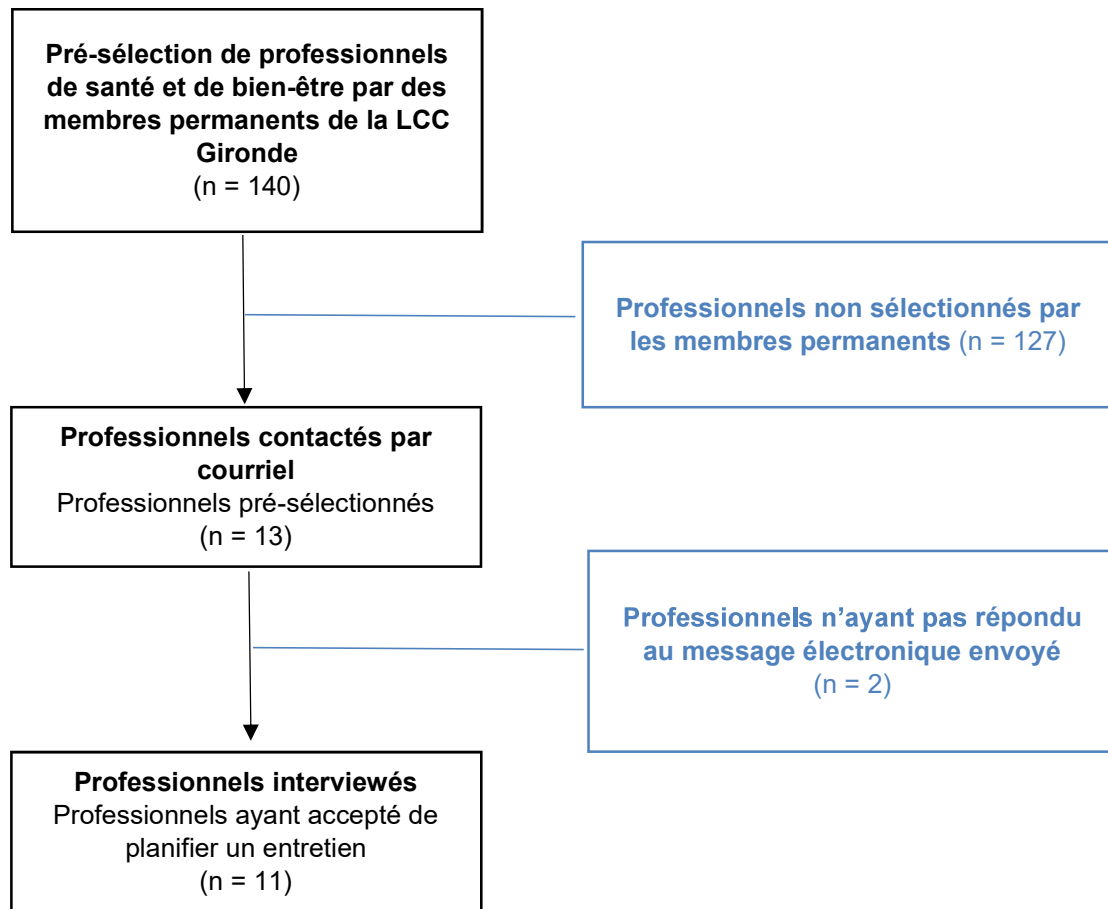 Pré-sélection de professionnels
de santé et de bien-être par des
membres permanents de la LCC
Gironde
(n = 140)
Professionnels non sélectionnés par
les membres permanents (n = 127)
Professionnels contactés par
courriel
Professionnels pré-sélectionnés
(n = 13)
Professionnels n’ayant pas répondu
au message électronique envoyé
(n = 2)
Professionnels interviewés
Professionnels ayant accepté de
planifier un entretien
(n = 11)